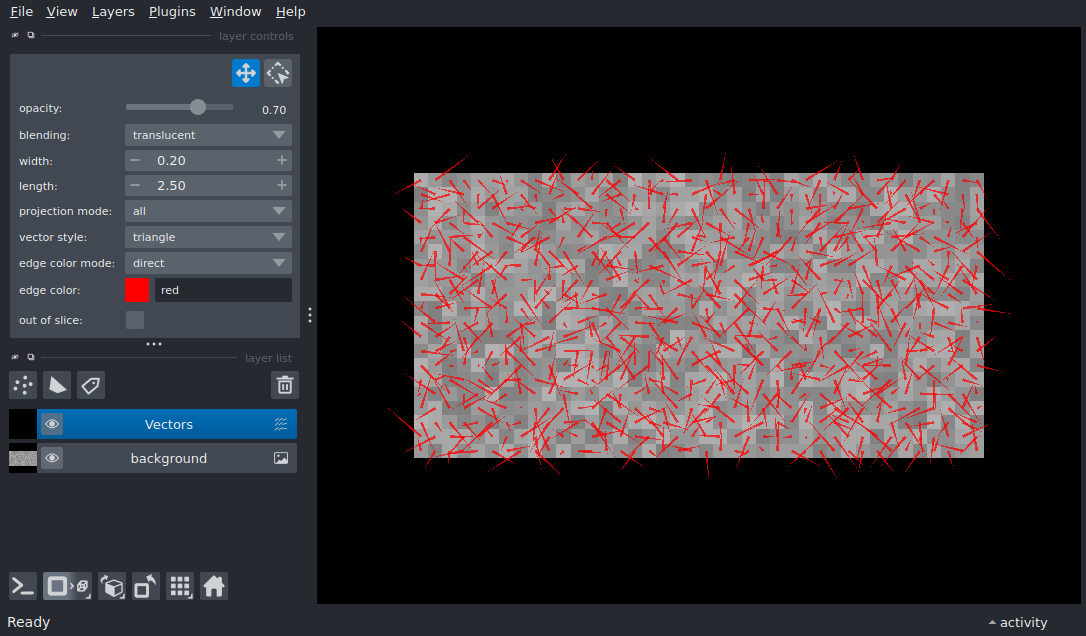 File View Layers Plugins Window Help
layer controls
opacity: 0.70
blending: translucent
width: 0.20
length: 2.50
projection mode: all
vector style: triangle
edge color mode: direct
edge color: red
out of slice:
layer list
Vectors
background
Ready
activity